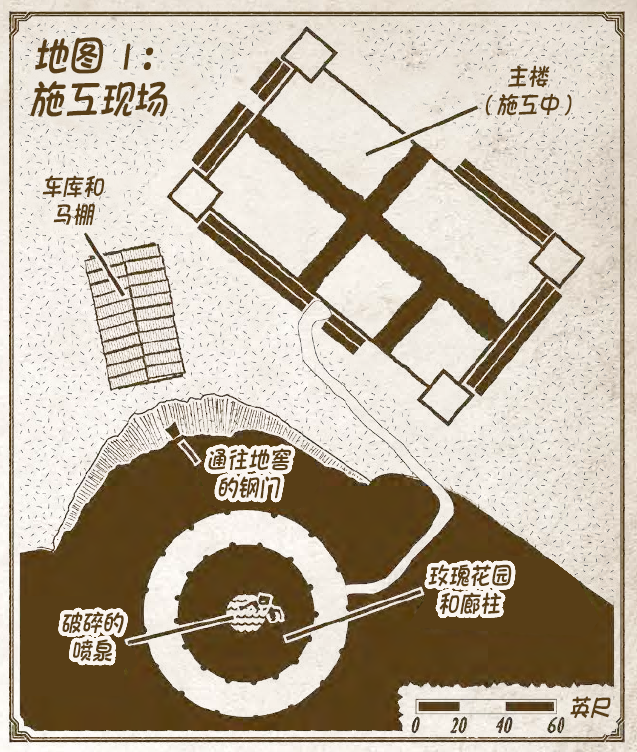 地图 1：
施工现场
主楼
（施工中）
车库和
马棚
通往地窖
的钢门
玫瑰花园
和廊柱
破碎的
喷泉
0 20 40 60 英尺